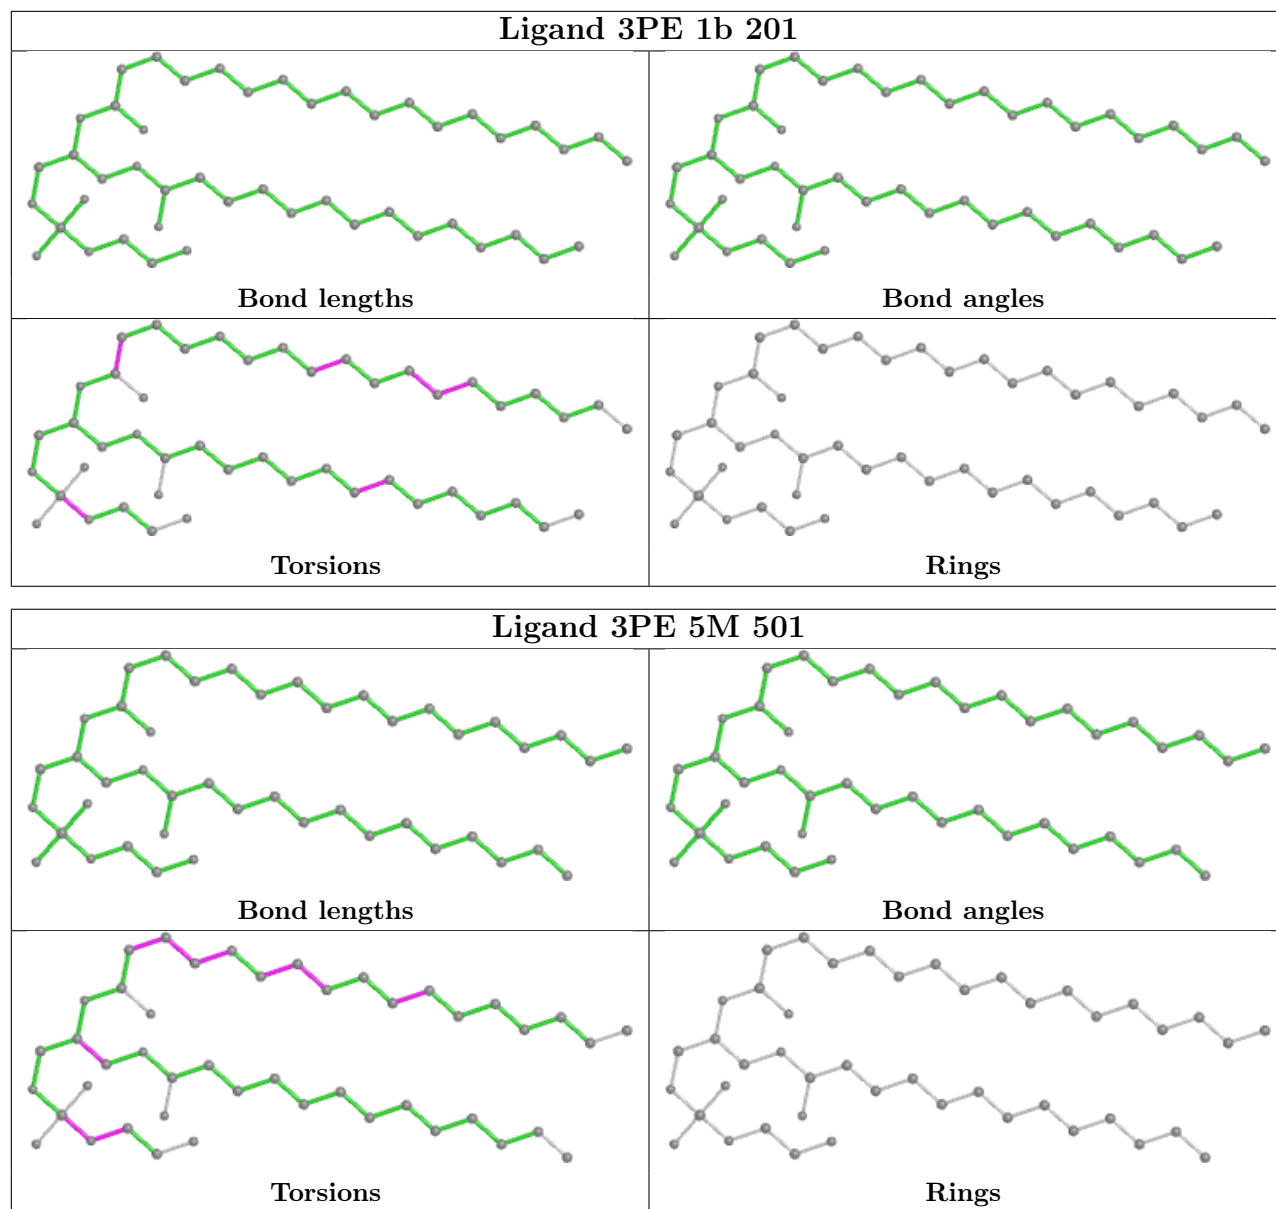 Ligand 3PE 1b 201
Bond lengths
Bond angles
Torsions
Rings
Ligand 3PE 5M 501
Bond lengths
Bond angles
Torsions
Rings